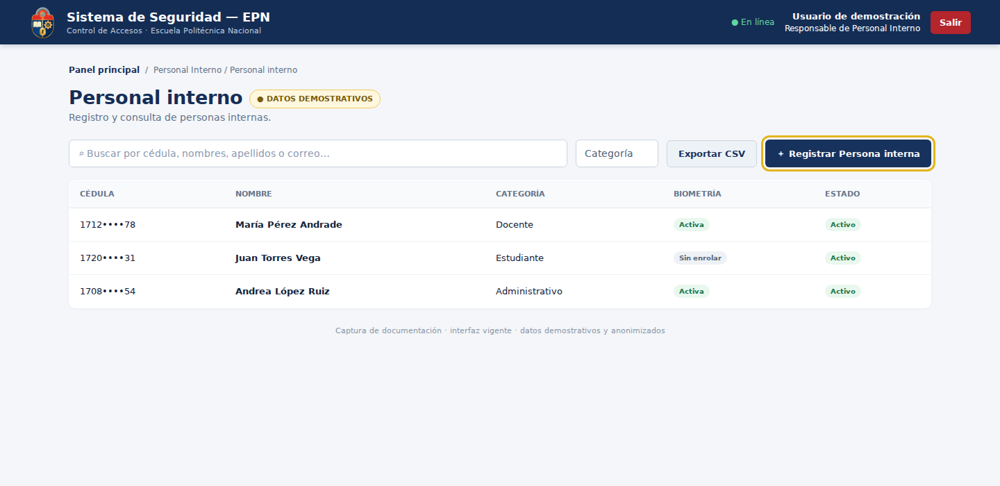 Sistema de Seguridad — EPN
Control de Accesos · Escuela Politécnica Nacional
● En línea
Usuario de demostración
Responsable de Personal Interno
Salir
Panel principal / Personal Interno / Personal interno
Personal interno
● DATOS DEMOSTRATIVOS
Registro y consulta de personas internas.
⌕ Buscar por cédula, nombres, apellidos o correo…
Categoría
Exportar CSV
+ Registrar Persona interna
CÉDULA NOMBRE CATEGORÍA BIOMETRÍA ESTADO
1712••••78 María Pérez Andrade Docente Activa Activo
1720••••31 Juan Torres Vega Estudiante Sin enrolar Activo
1708••••54 Andrea López Ruiz Administrativo Activa Activo
Captura de documentación · interfaz vigente · datos demostrativos y anonimizados